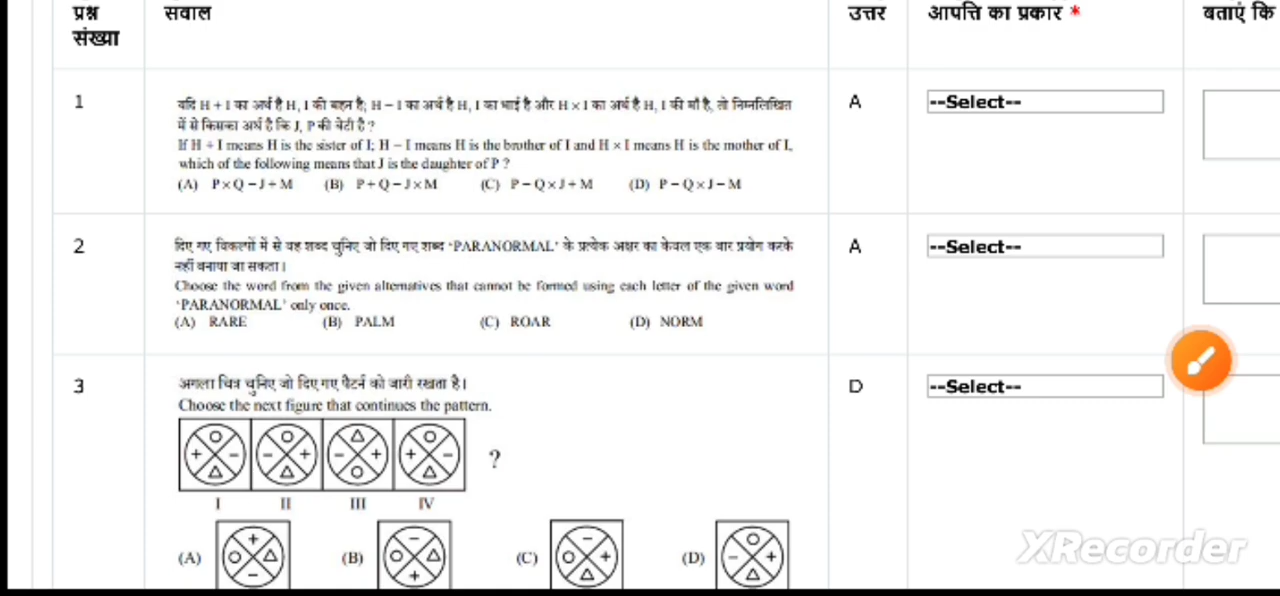 प्रश्न संख्या
सवाल
उत्तर
आपत्ति का प्रकार *
बताएं कि
1
यदि H + I का अर्थ है H, I की बहन है; H − I का अर्थ है H, I का भाई है और H × I का अर्थ है H, I की माँ है, तो निम्नलिखित
में से किसका अर्थ है कि J, P की बेटी है ?
If H + I means H is the sister of I; H − I means H is the brother of I and H × I means H is the mother of I,
which of the following means that J is the daughter of P ?
(A) P × Q − J + M (B) P + Q − J × M (C) P − Q × J + M (D) P − Q × J − M
A
--Select--
2
दिए गए विकल्पों में से वह शब्द चुनिए जो दिए गए शब्द 'PARANORMAL' के प्रत्येक अक्षर का केवल एक बार प्रयोग करके
नहीं बनाया जा सकता।
Choose the word from the given alternatives that cannot be formed using each letter of the given word
'PARANORMAL' only once.
(A) RARE (B) PALM (C) ROAR (D) NORM
A
--Select--
3
अगला चित्र चुनिए जो दिए गए पैटर्न को जारी रखता है।
Choose the next figure that continues the pattern.
?
I II III IV
(A) (B) (C) (D)
D
--Select--
XRecorder